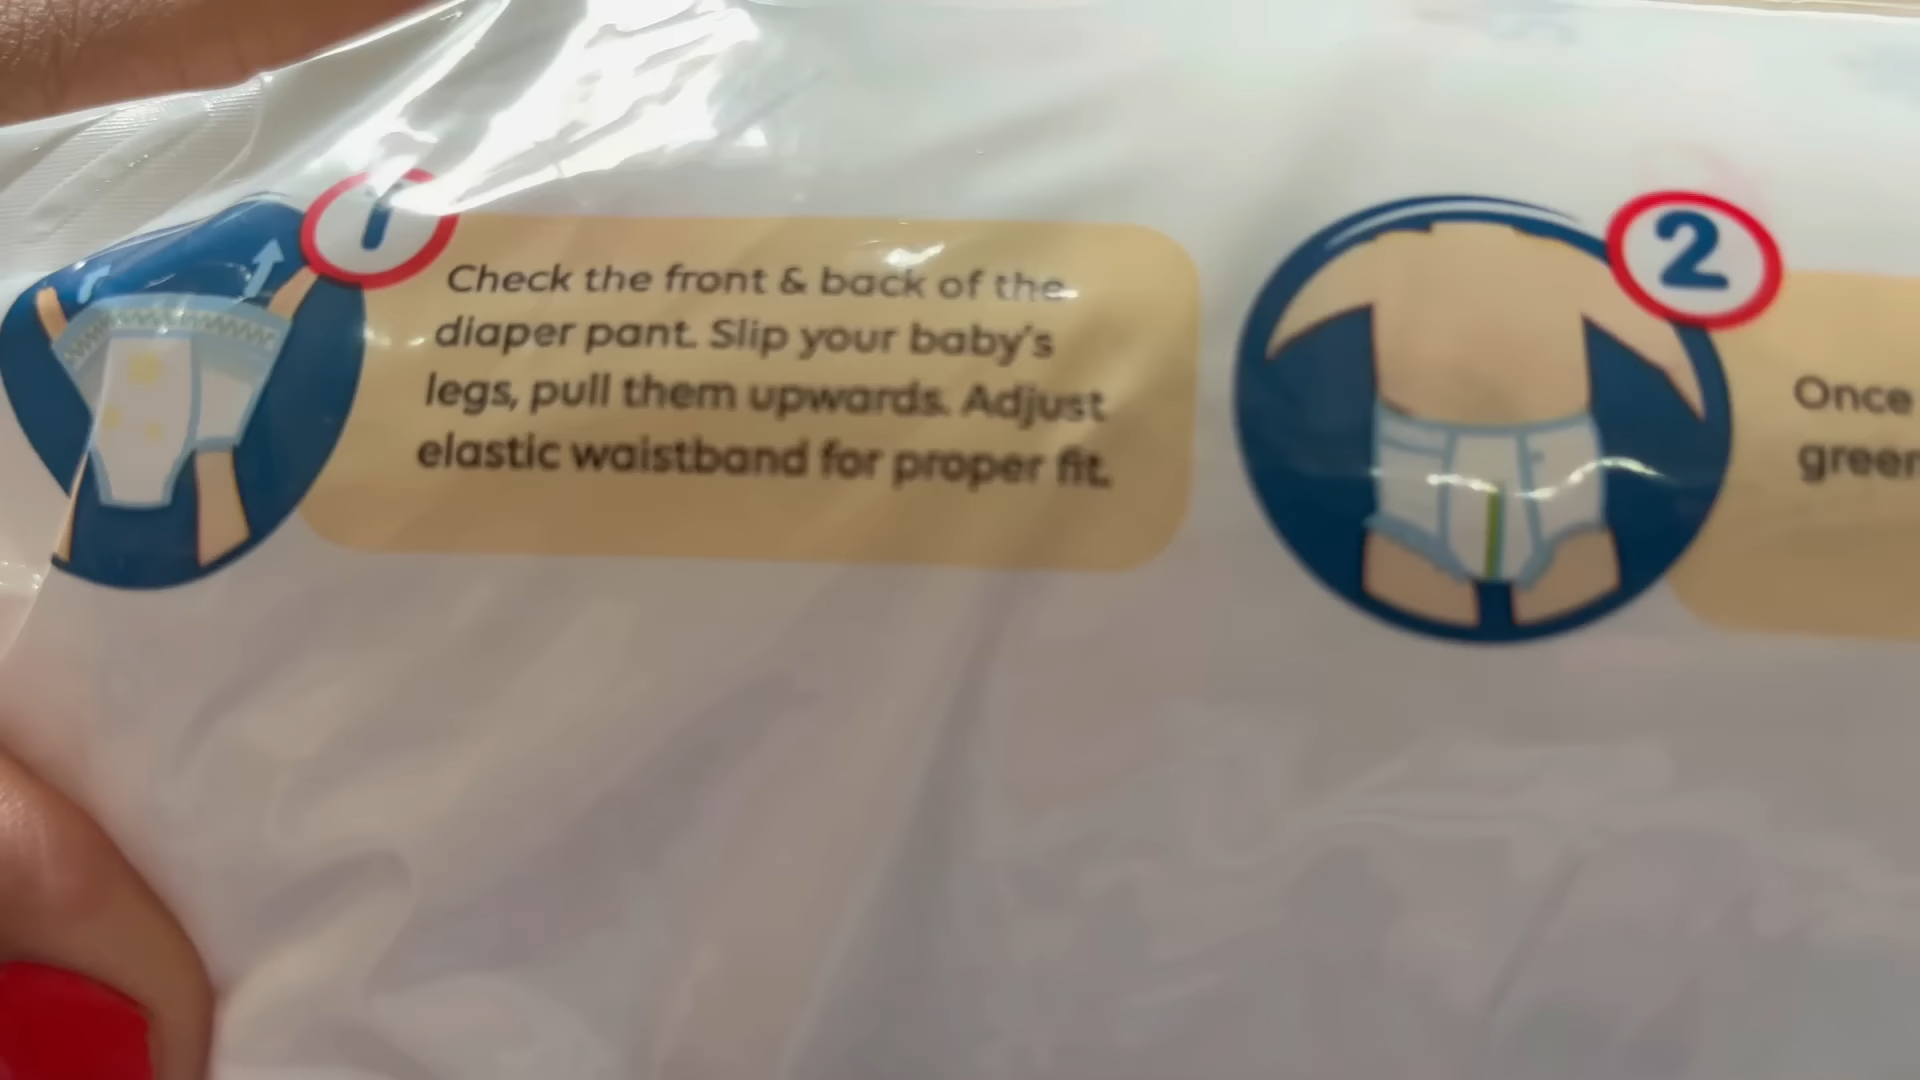 1
Check the front & back of the
diaper pant. Slip your baby's
legs, pull them upwards. Adjust
elastic waistband for proper fit.
2
Once
green